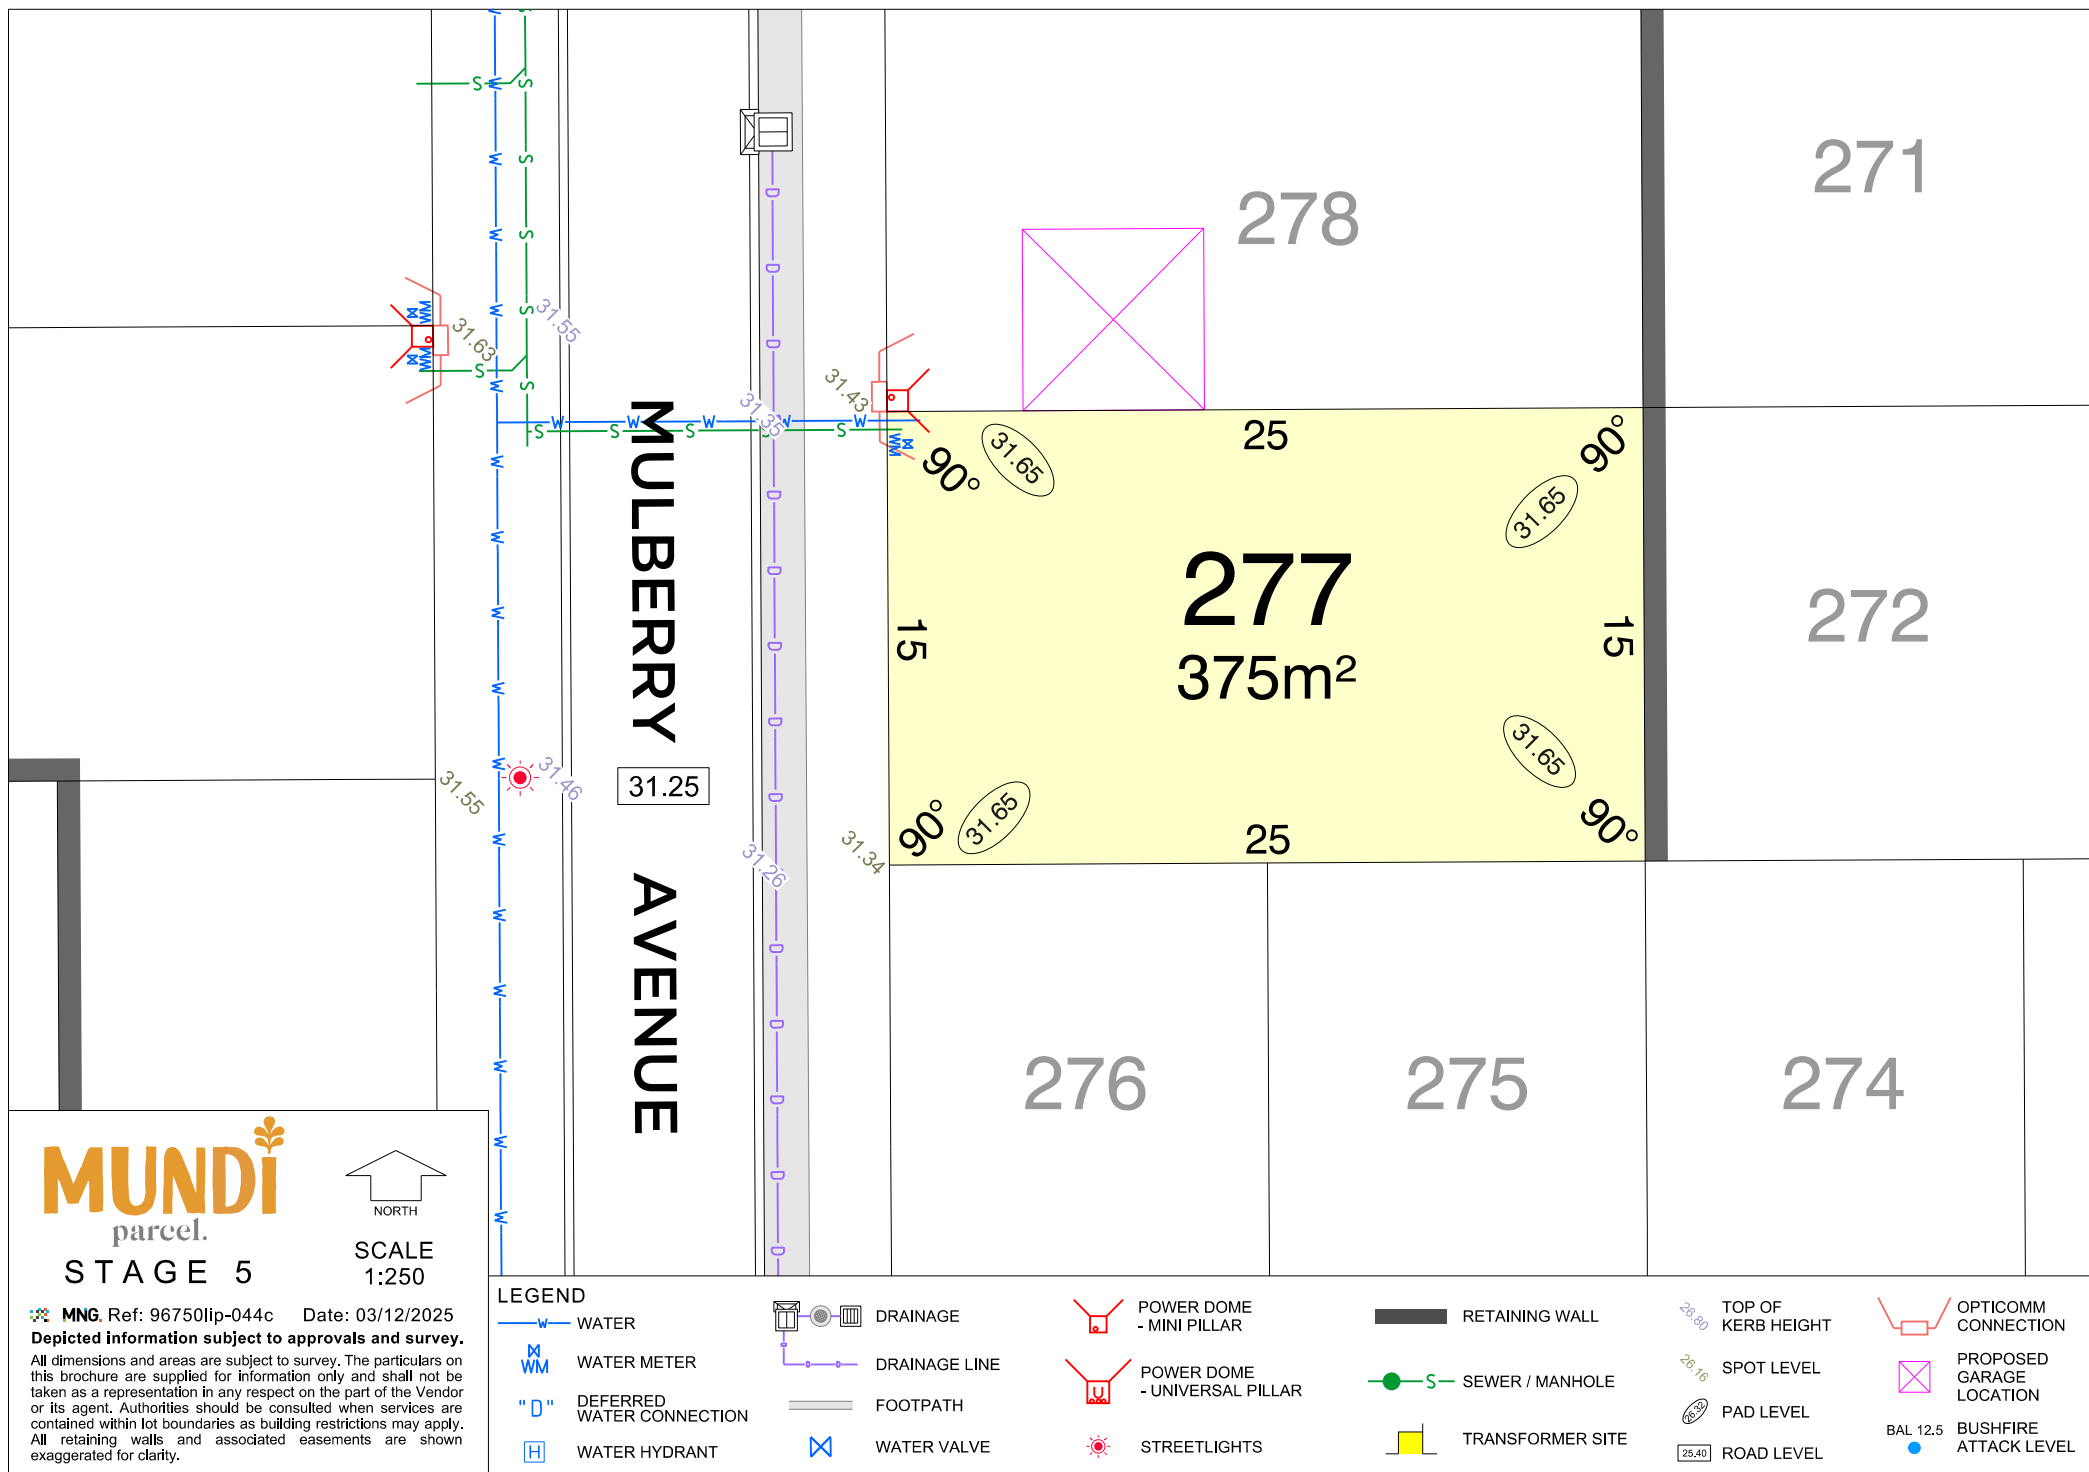 271
278
31.55
31.63
31.43
31.35
MULBERRY AVENUE
25
90°
90°
31.65
31.65
277
375m²
15
15
272
31.46
31.55
31.25
31.65
31.65
90°
90°
25
31.34
31.26
276
275
274
MUNDi
parcel.
STAGE 5
NORTH
SCALE
1:250
MNG. Ref: 96750lip-044c Date: 03/12/2025
Depicted information subject to approvals and survey.
All dimensions and areas are subject to survey. The particulars on
this brochure are supplied for information only and shall not be
taken as a representation in any respect on the part of the Vendor
or its agent. Authorities should be consulted when services are
contained within lot boundaries as building restrictions may apply.
All retaining walls and associated easements are shown
exaggerated for clarity.
LEGEND
W WATER
WM WATER METER
"D" DEFERRED
WATER CONNECTION
H WATER HYDRANT
DRAINAGE
D D DRAINAGE LINE
FOOTPATH
WATER VALVE
POWER DOME
- MINI PILLAR
U POWER DOME
- UNIVERSAL PILLAR
STREETLIGHTS
RETAINING WALL
S SEWER / MANHOLE
TRANSFORMER SITE
26.80 TOP OF
KERB HEIGHT
26.16 SPOT LEVEL
26.32 PAD LEVEL
25.40 ROAD LEVEL
OPTICOMM
CONNECTION
PROPOSED
GARAGE
LOCATION
BAL 12.5 BUSHFIRE
ATTACK LEVEL